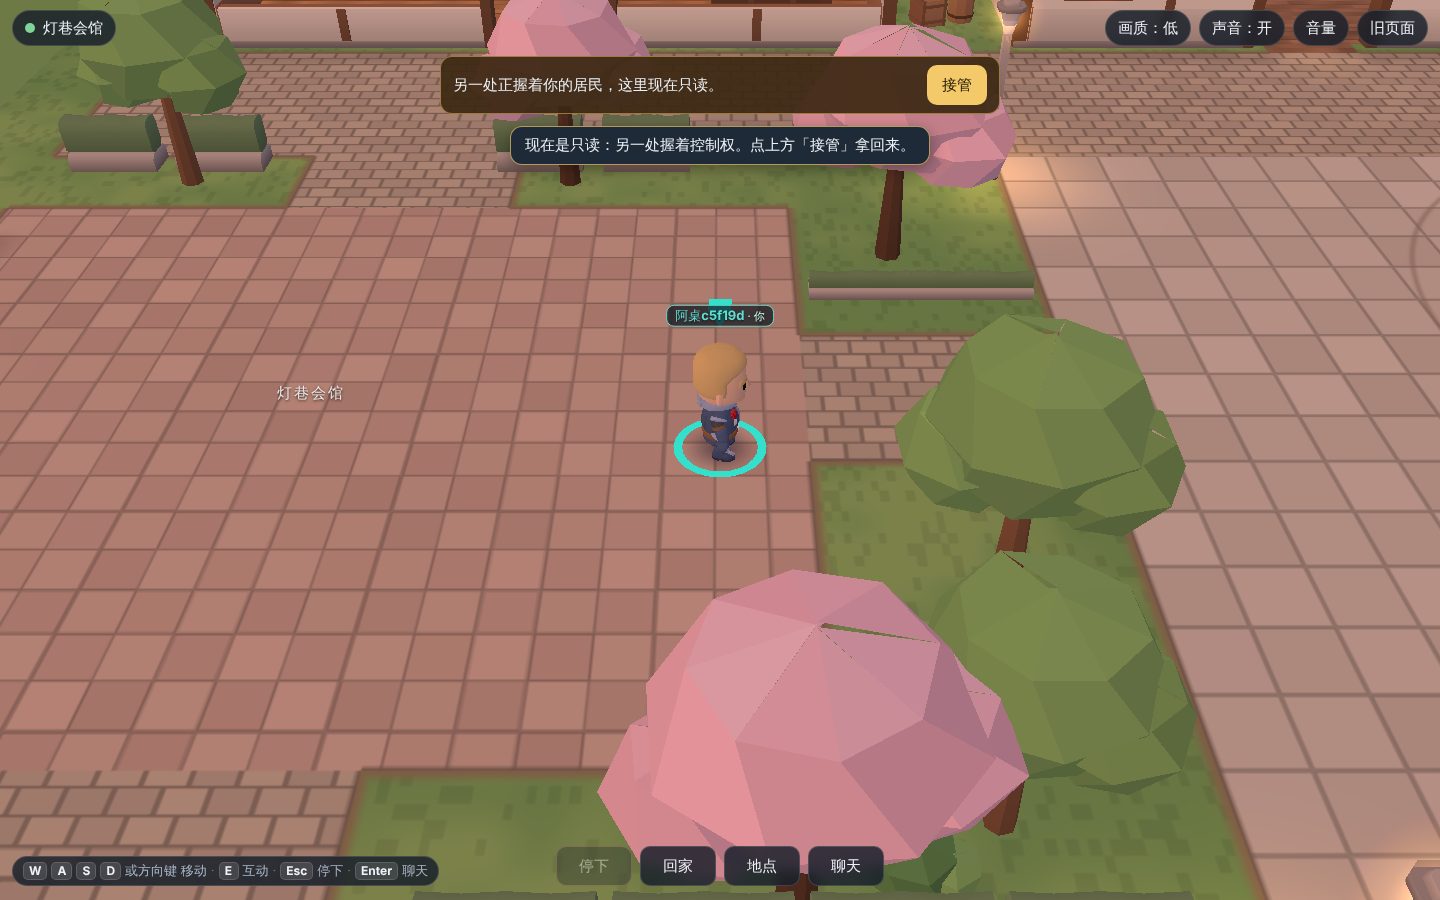 灯巷会馆
画质：低
声音：开
音量
旧页面
另一处正握着你的居民，这里现在只读。
接管
现在是只读：另一处握着控制权。点上方「接管」拿回来。
阿桌c5f19d · 你
灯巷会馆
W A S D 或方向键 移动 · E 互动 · Esc 停下 · Enter 聊天
停下
回家
地点
聊天